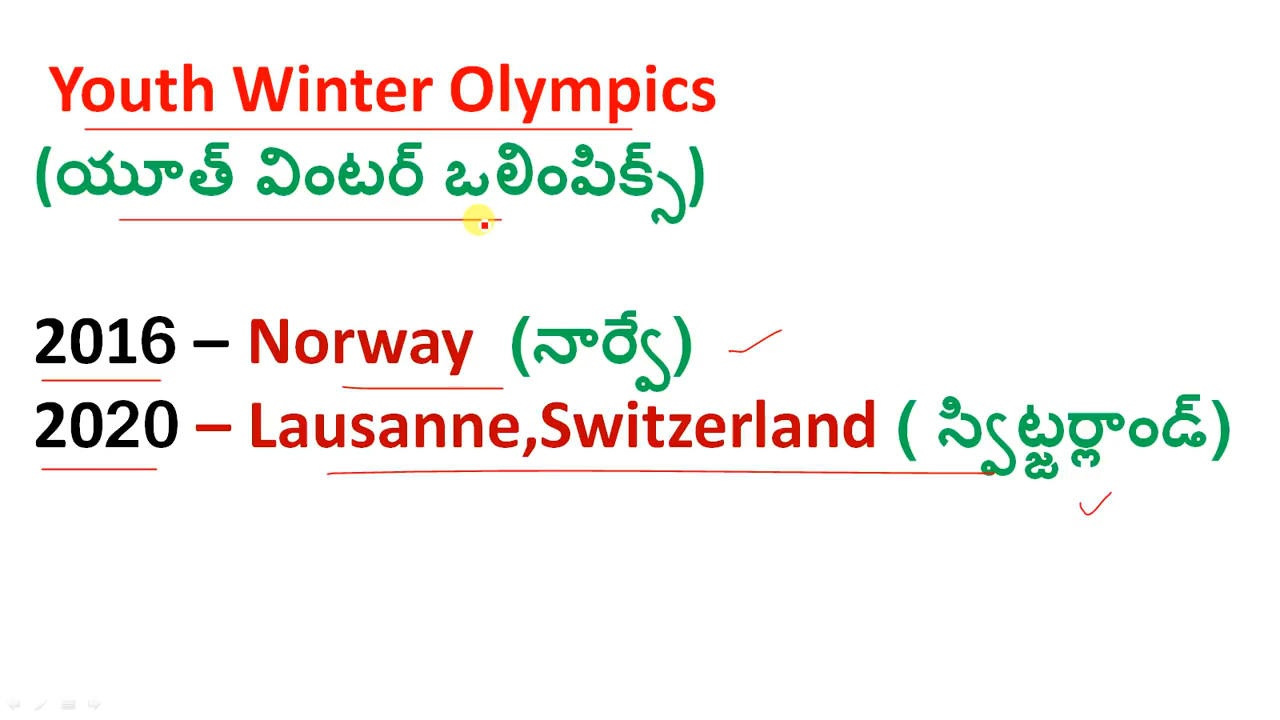 Youth Winter Olympics
(యూత్ వింటర్ ఒలింపిక్స్)
2016 – Norway (నార్వే)
2020 – Lausanne,Switzerland ( స్విట్జర్లాండ్)